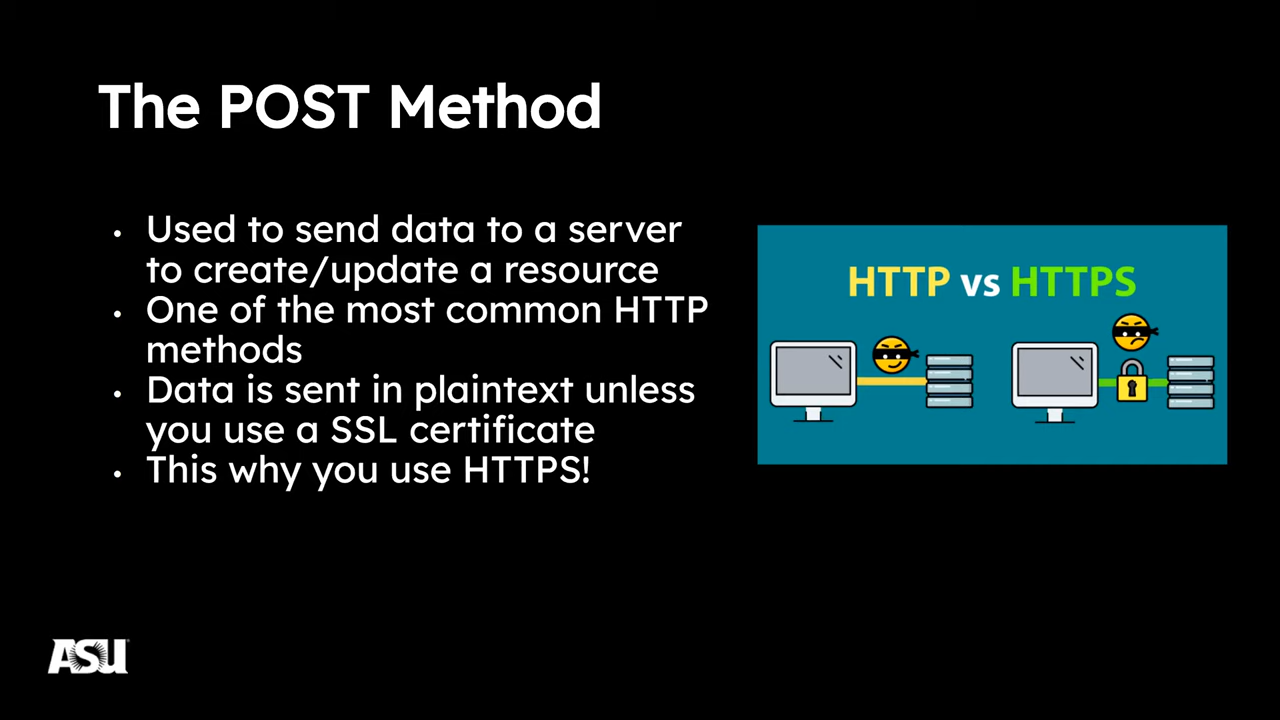 The POST Method
• Used to send data to a server
to create/update a resource
• One of the most common HTTP
methods
• Data is sent in plaintext unless
you use a SSL certificate
• This why you use HTTPS!
HTTP vs HTTPS
ASU